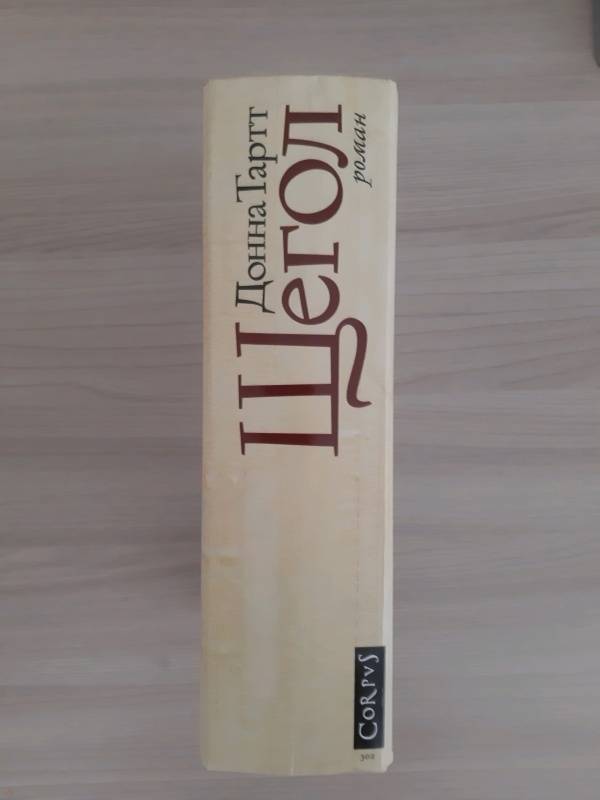 Донна Тартт
Щегол
роман
CORPVS
302